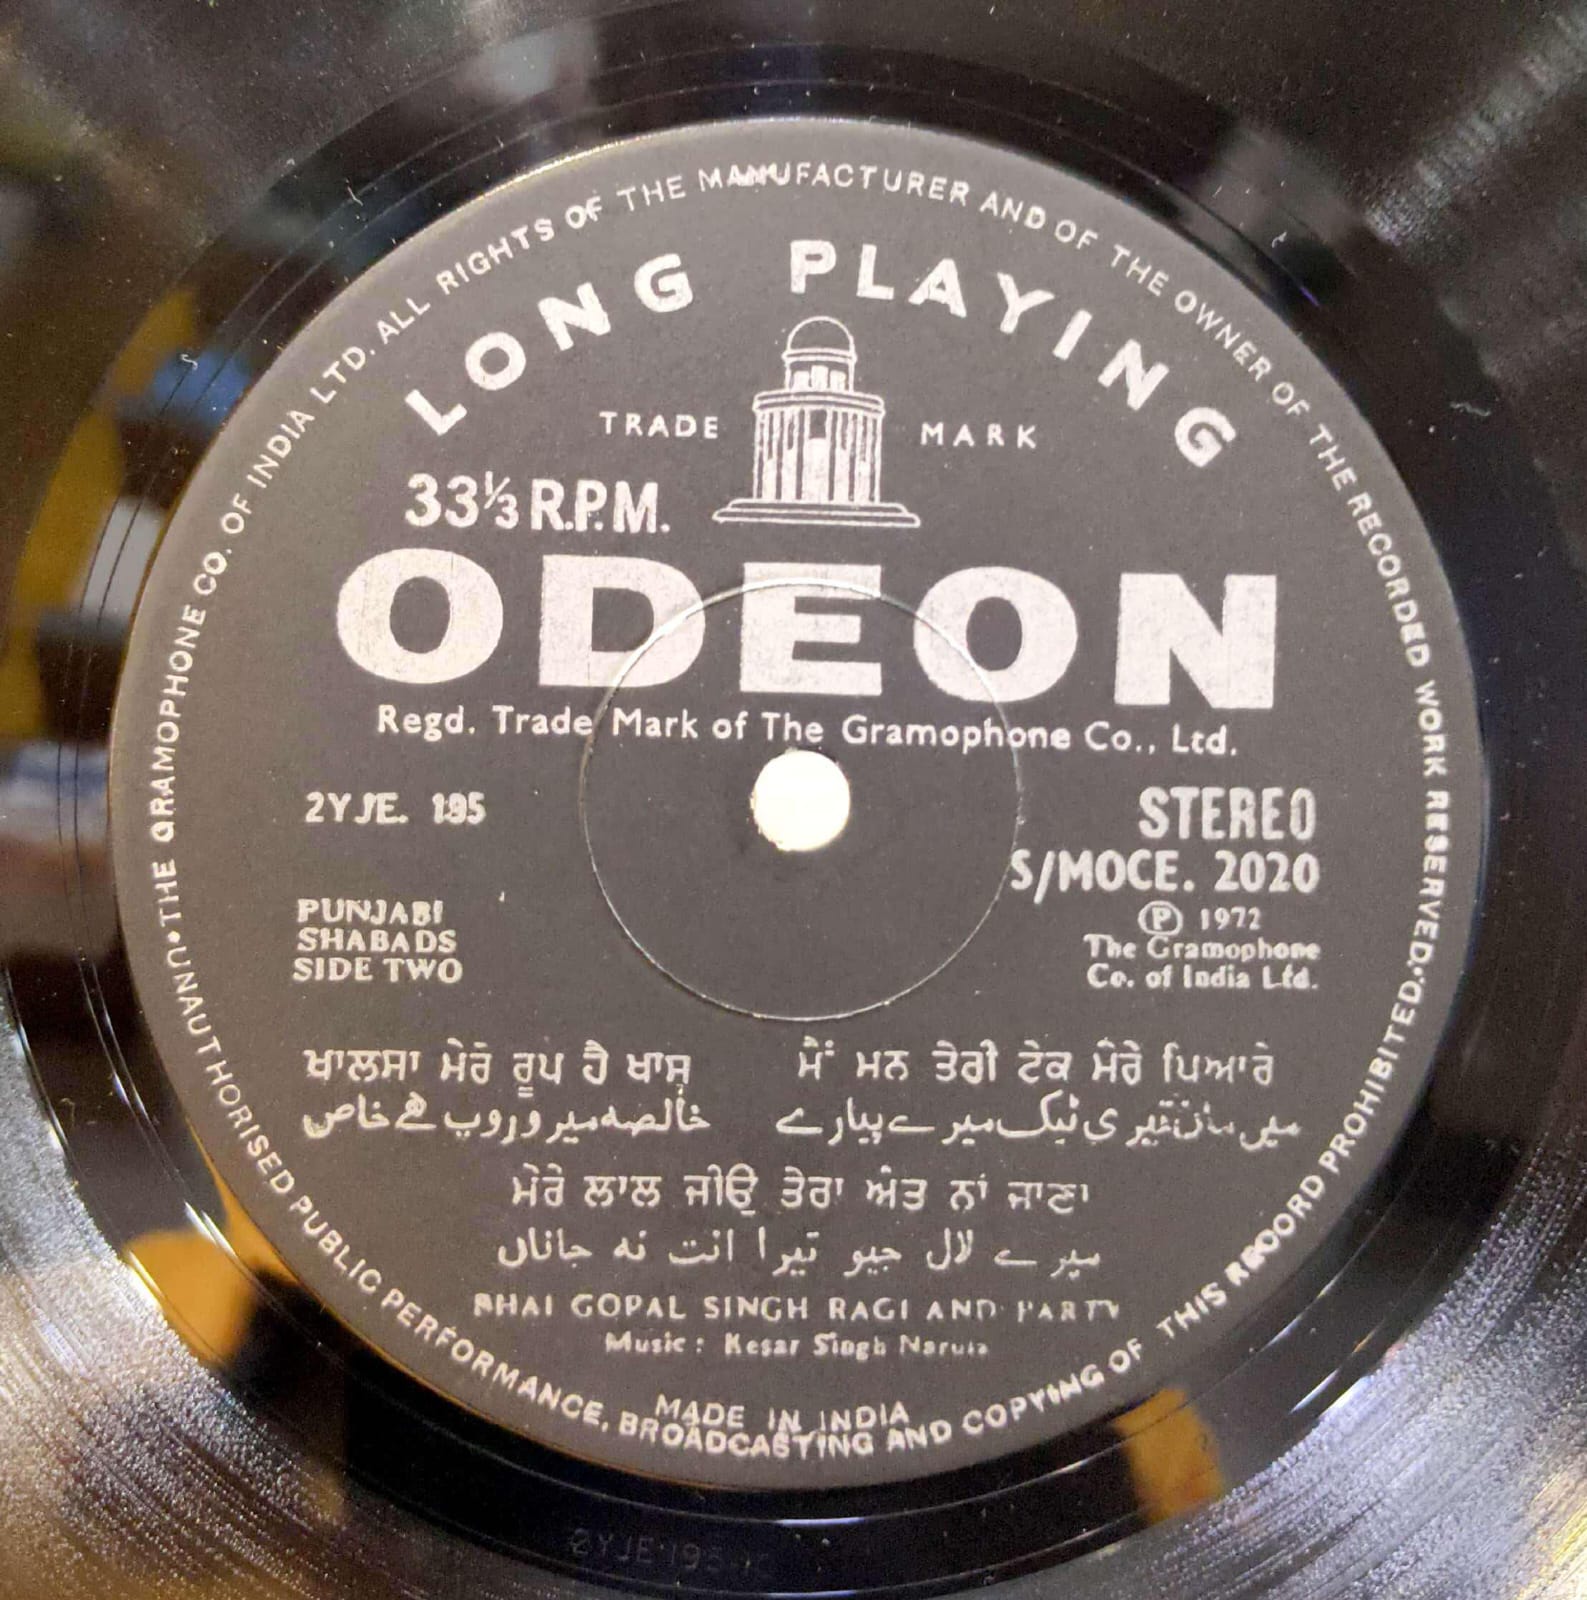 THE GRAMOPHONE CO. OF INDIA LTD. ALL RIGHTS OF THE MANUFACTURER AND OF THE OWNER OF THE RECORDED WORK RESERVED.
UNAUTHORISED PUBLIC PERFORMANCE, BROADCASTING AND COPYING OF THIS RECORD PROHIBITED.
LONG PLAYING
TRADE MARK
33⅓ R.P.M.
ODEON
Regd. Trade Mark of The Gramophone Co., Ltd.
2YJE. 195
STEREO
S/MOCE. 2020
Ⓟ 1972
The Gramophone
Co. of India Ltd.
PUNJABI
SHABADS
SIDE TWO
ਖਾਲਸਾ ਮੇਰੋ ਰੂਪ ਹੈ ਖਾਸ
خالصہ میرو روپ ہے خاص
ਮੈਂ ਮਨ ਤੇਰੀ ਟੇਕ ਮੇਰੇ ਪਿਆਰੇ
میں تیری ٹیک میرے پیارے
ਮੇਰੇ ਲਾਲ ਜੀਉ ਤੇਰਾ ਅੰਤ ਨਾਂ ਜਾਣਾ
میرے لال جیو تیرا انت نہ جاناں
BHAI GOPAL SINGH RAGI AND PARTY
Music : Kesar Singh Narula
MADE IN INDIA